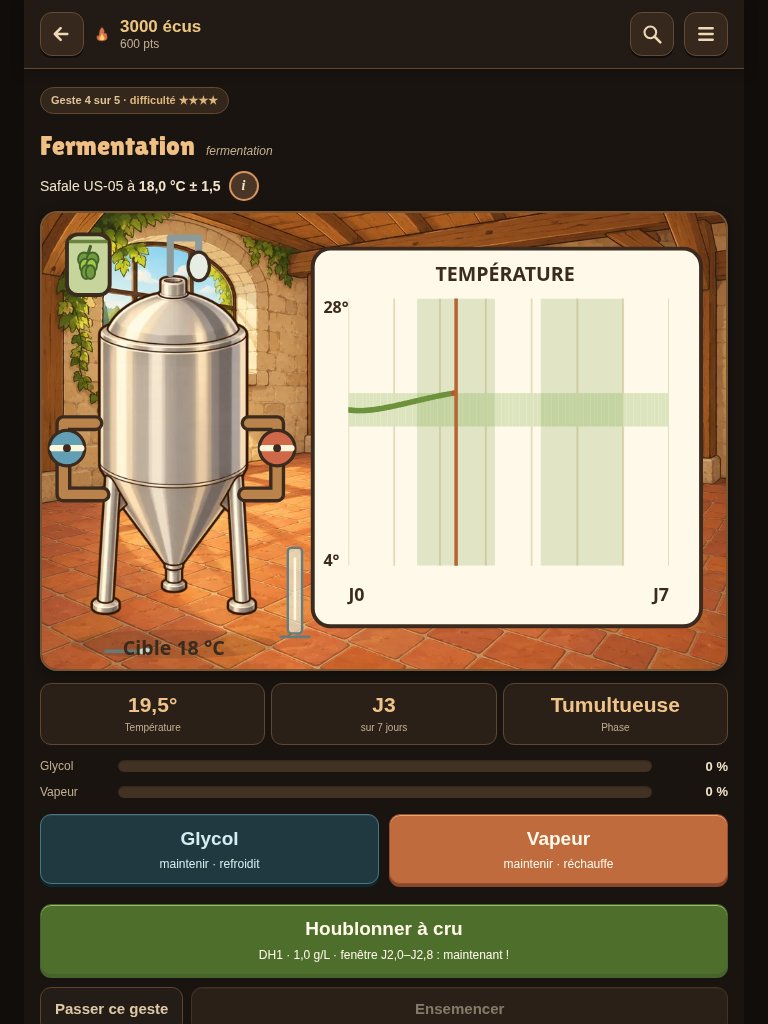 3000 écus
600 pts
Geste 4 sur 5 · difficulté ★★★★
Fermentation fermentation
Safale US-05 à 18,0 °C ± 1,5 i
TEMPÉRATURE
28°
4°
J0 J7
Cible 18 °C
19,5° J3 Tumultueuse
Température sur 7 jours Phase
Glycol 0 %
Vapeur 0 %
Glycol Vapeur
maintenir · refroidit maintenir · réchauffe
Houblonner à cru
DH1 · 1,0 g/L · fenêtre J2,0–J2,8 : maintenant !
Passer ce geste Ensemencer